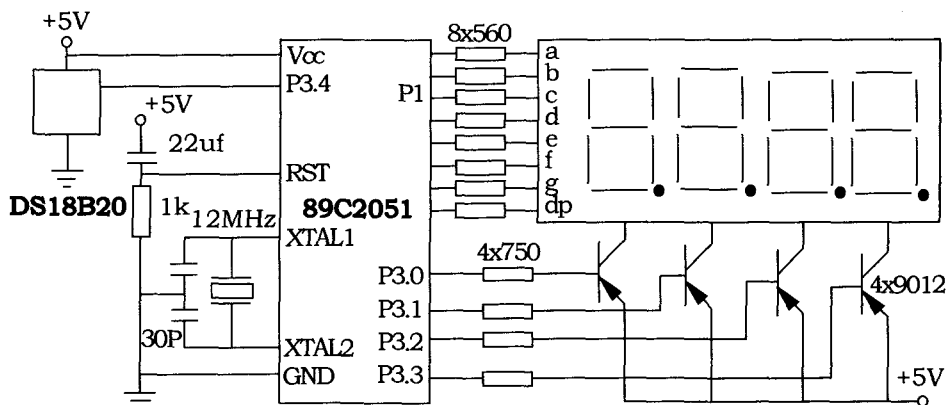 +5V
8x560
Vcc
P3.4
P1
a
b
c
d
e
f
g
dp
+5V
22uf
RST
DS18B20
1k
89C2051
12MHz
XTAL1
4x750
P3.0
4x9012
P3.1
30P
P3.2
XTAL2
GND
P3.3
+5V